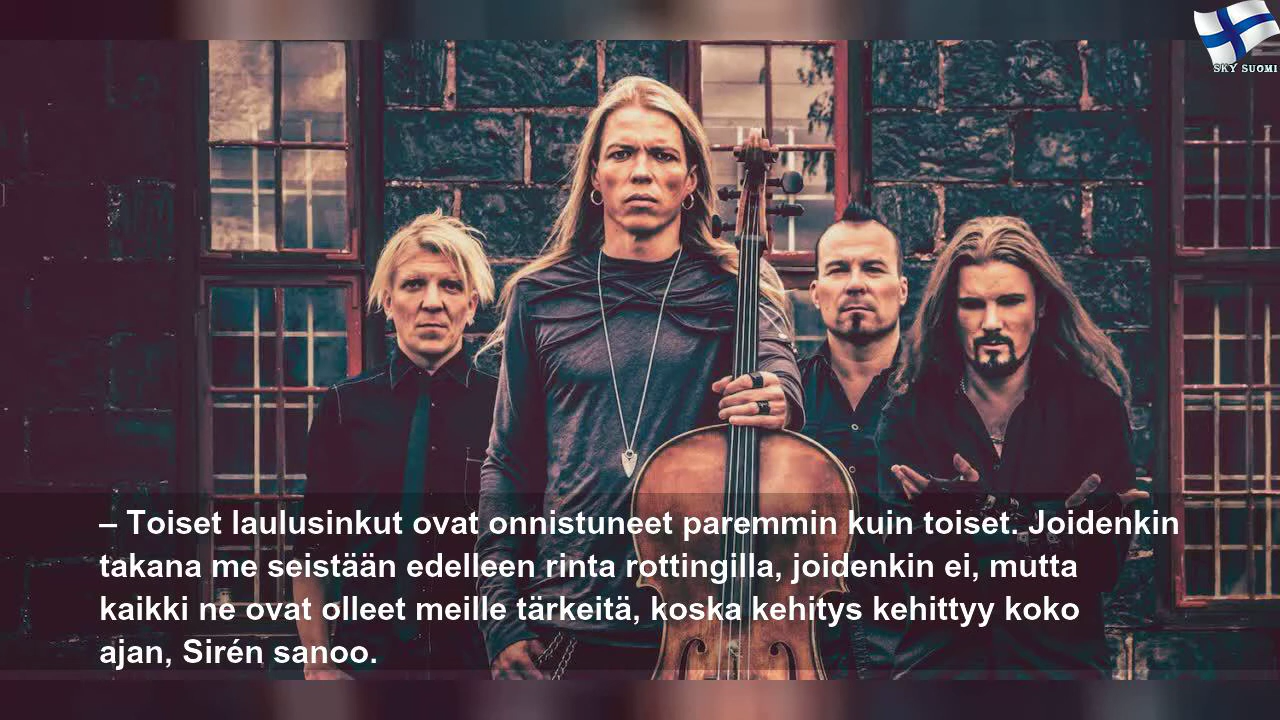 SKY SUOMI
– Toiset laulusinkut ovat onnistuneet paremmin kuin toiset. Joidenkin
takana me seistään edelleen rinta rottingilla, joidenkin ei, mutta
kaikki ne ovat olleet meille tärkeitä, koska kehitys kehittyy koko
ajan, Sirén sanoo.